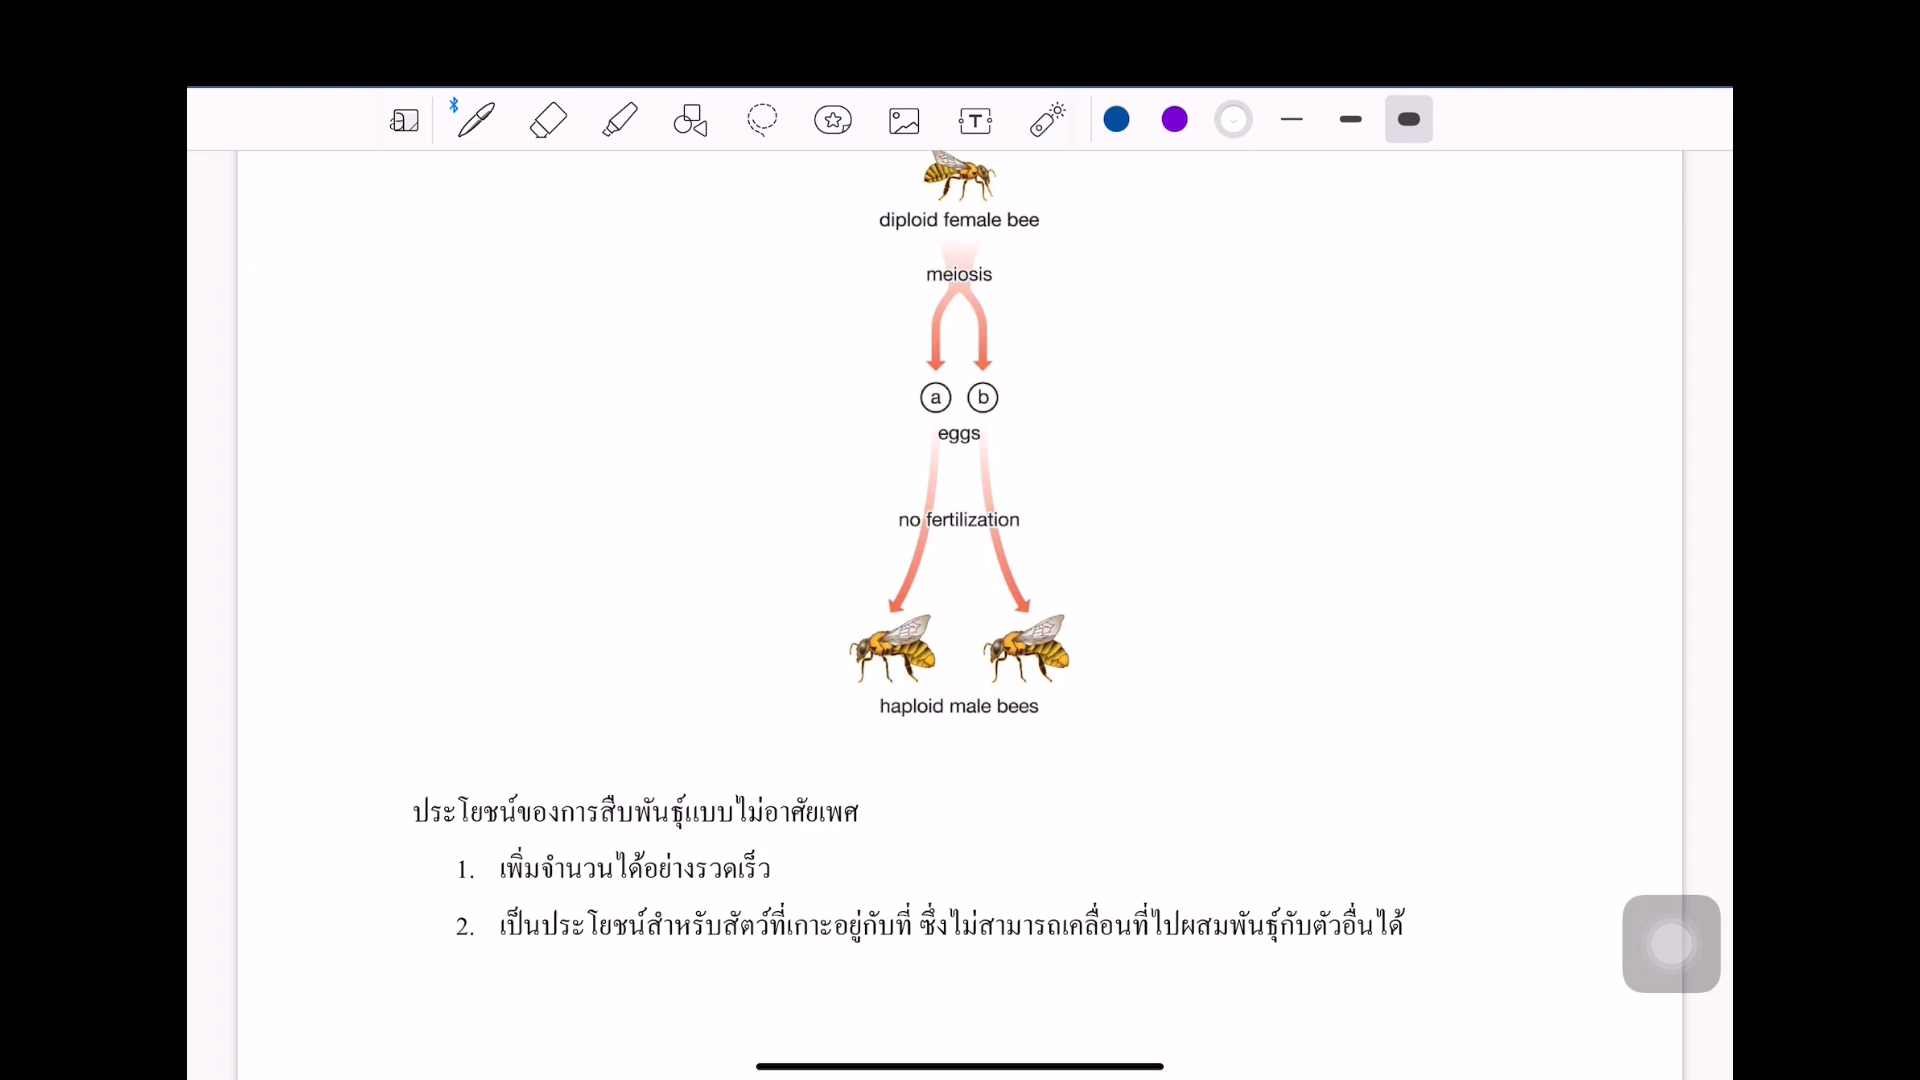 T
diploid female bee
meiosis
a b
eggs
no fertilization
haploid male bees
ประโยชน์ของการสืบพันธุ์แบบไม่อาศัยเพศ
1. เพิ่มจำนวนได้อย่างรวดเร็ว
2. เป็นประโยชน์สำหรับสัตว์ที่เกาะอยู่กับที่ ซึ่งไม่สามารถเคลื่อนที่ไปผสมพันธุ์กับตัวอื่นได้